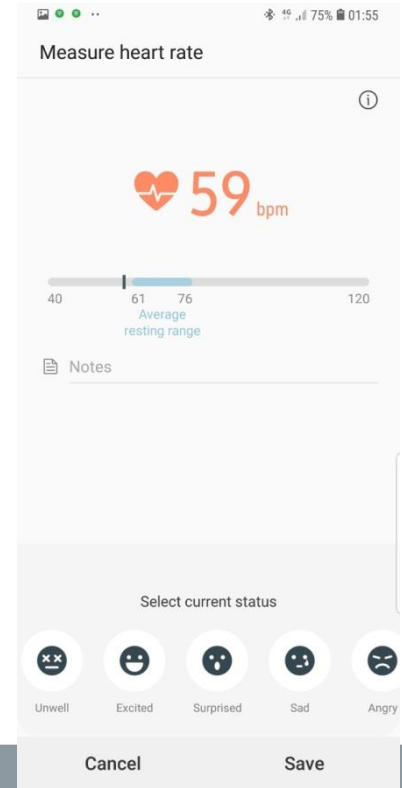 4G 75% 01:55
Measure heart rate
59 bpm
40 61 76 120
Average
resting range
Notes
Select current status
Unwell Excited Surprised Sad Angry
Cancel Save